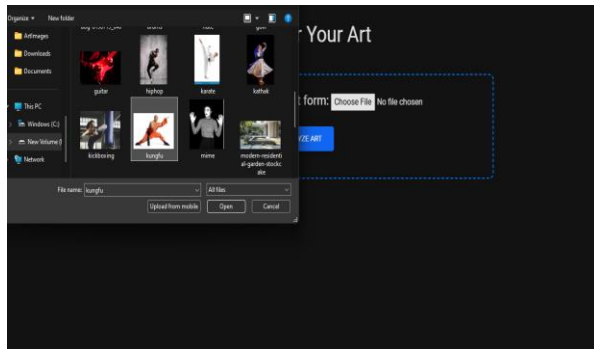 Organize
New folder
r Your Art
ArtImages
Downloads
Documents
guitar
hiphop
karate
kathak
t form: Choose File No file chosen
This PC
Windows (C:)
New Volume (
YZE ART
Network
kickboxing
kungfu
mime
modern-residenti
al-garden-stockc
ake
File name: kungfu
All files
Upload from mobile
Open
Cancel